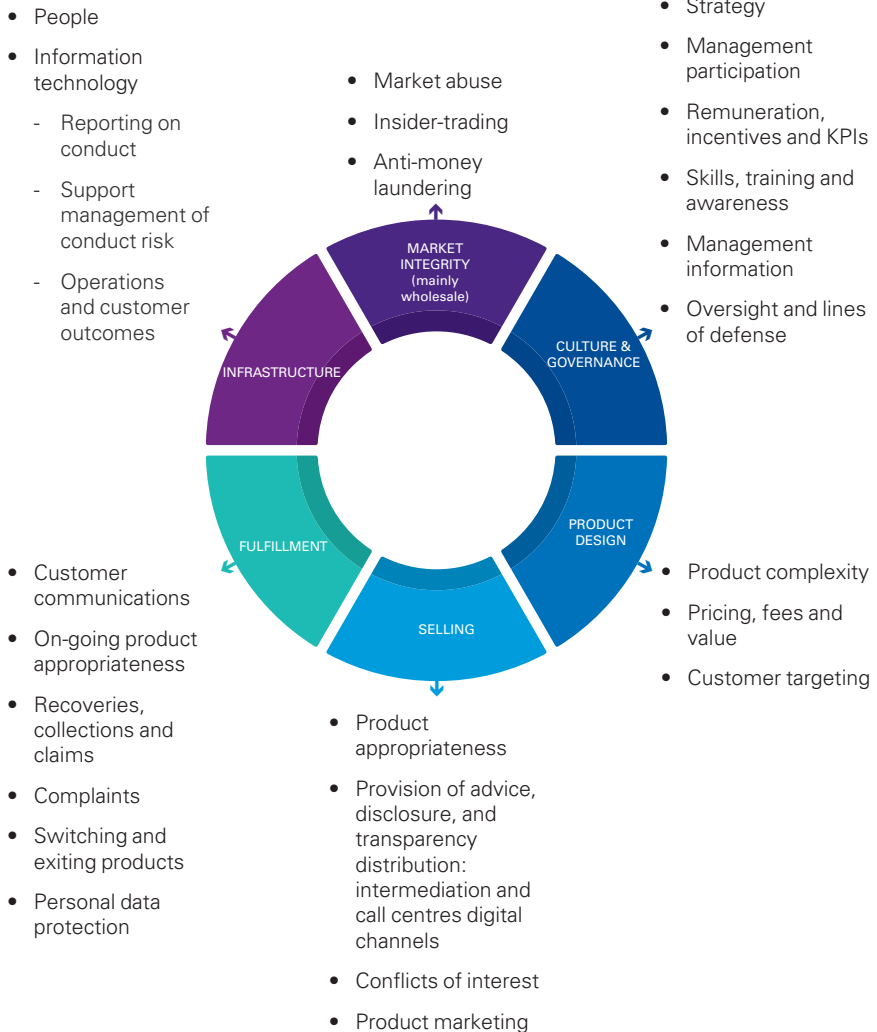 • People
• Information
technology
- Reporting on
conduct
- Support
management of
conduct risk
- Operations
and customer
outcomes
• Market abuse
• Insider-trading
• Anti-money
laundering
• Strategy
• Management
participation
• Remuneration,
incentives and KPIs
• Skills, training and
awareness
• Management
information
• Oversight and lines
of defense
MARKET
INTEGRITY
(mainly
wholesale)
CULTURE &
GOVERNANCE
INFRASTRUCTURE
PRODUCT
DESIGN
FULFILLMENT
SELLING
• Customer
communications
• On-going product
appropriateness
• Recoveries,
collections and
claims
• Complaints
• Switching and
exiting products
• Personal data
protection
• Product
appropriateness
• Provision of advice,
disclosure, and
transparency
distribution:
intermediation and
call centres digital
channels
• Conflicts of interest
• Product marketing
• Product complexity
• Pricing, fees and
value
• Customer targeting